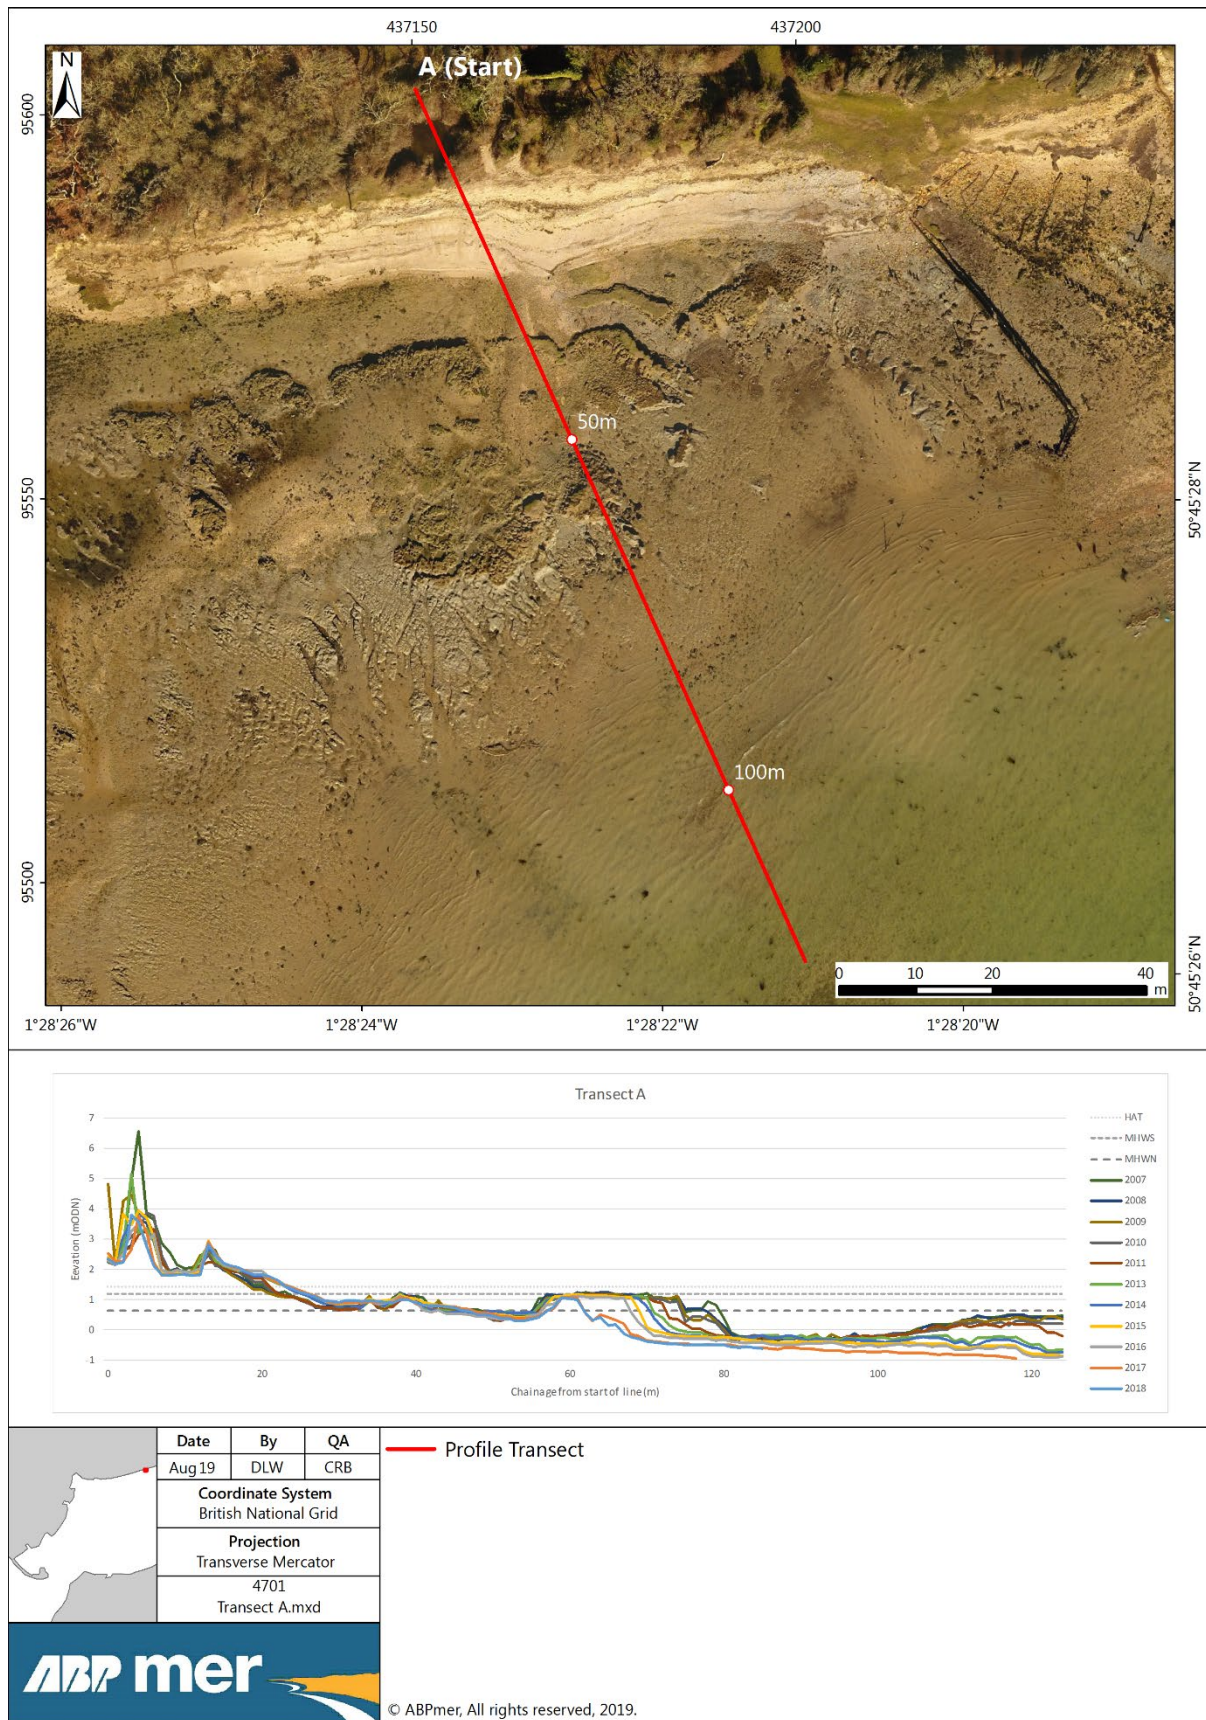 437150
437200
N
A (Start)
95600
50m
95550
50°45'28"N
100m
95500
0 10 20 40
m
50°45'26"N
1°28'26"W
1°28'24"W
1°28'22"W
1°28'20"W
Transect A
7
6
5
4
3
2
1
0
-1
Eevation (mODN)
0 20 40 60 80 100 120
Chainage from start of line (m)
HAT
MHWS
MHWN
2007
2008
2009
2010
2011
2013
2014
2015
2016
2017
2018
Date By QA
Aug 19 DLW CRB
Coordinate System
British National Grid
Projection
Transverse Mercator
4701
Transect A.mxd
Profile Transect
ABP mer
© ABPmer, All rights reserved, 2019.